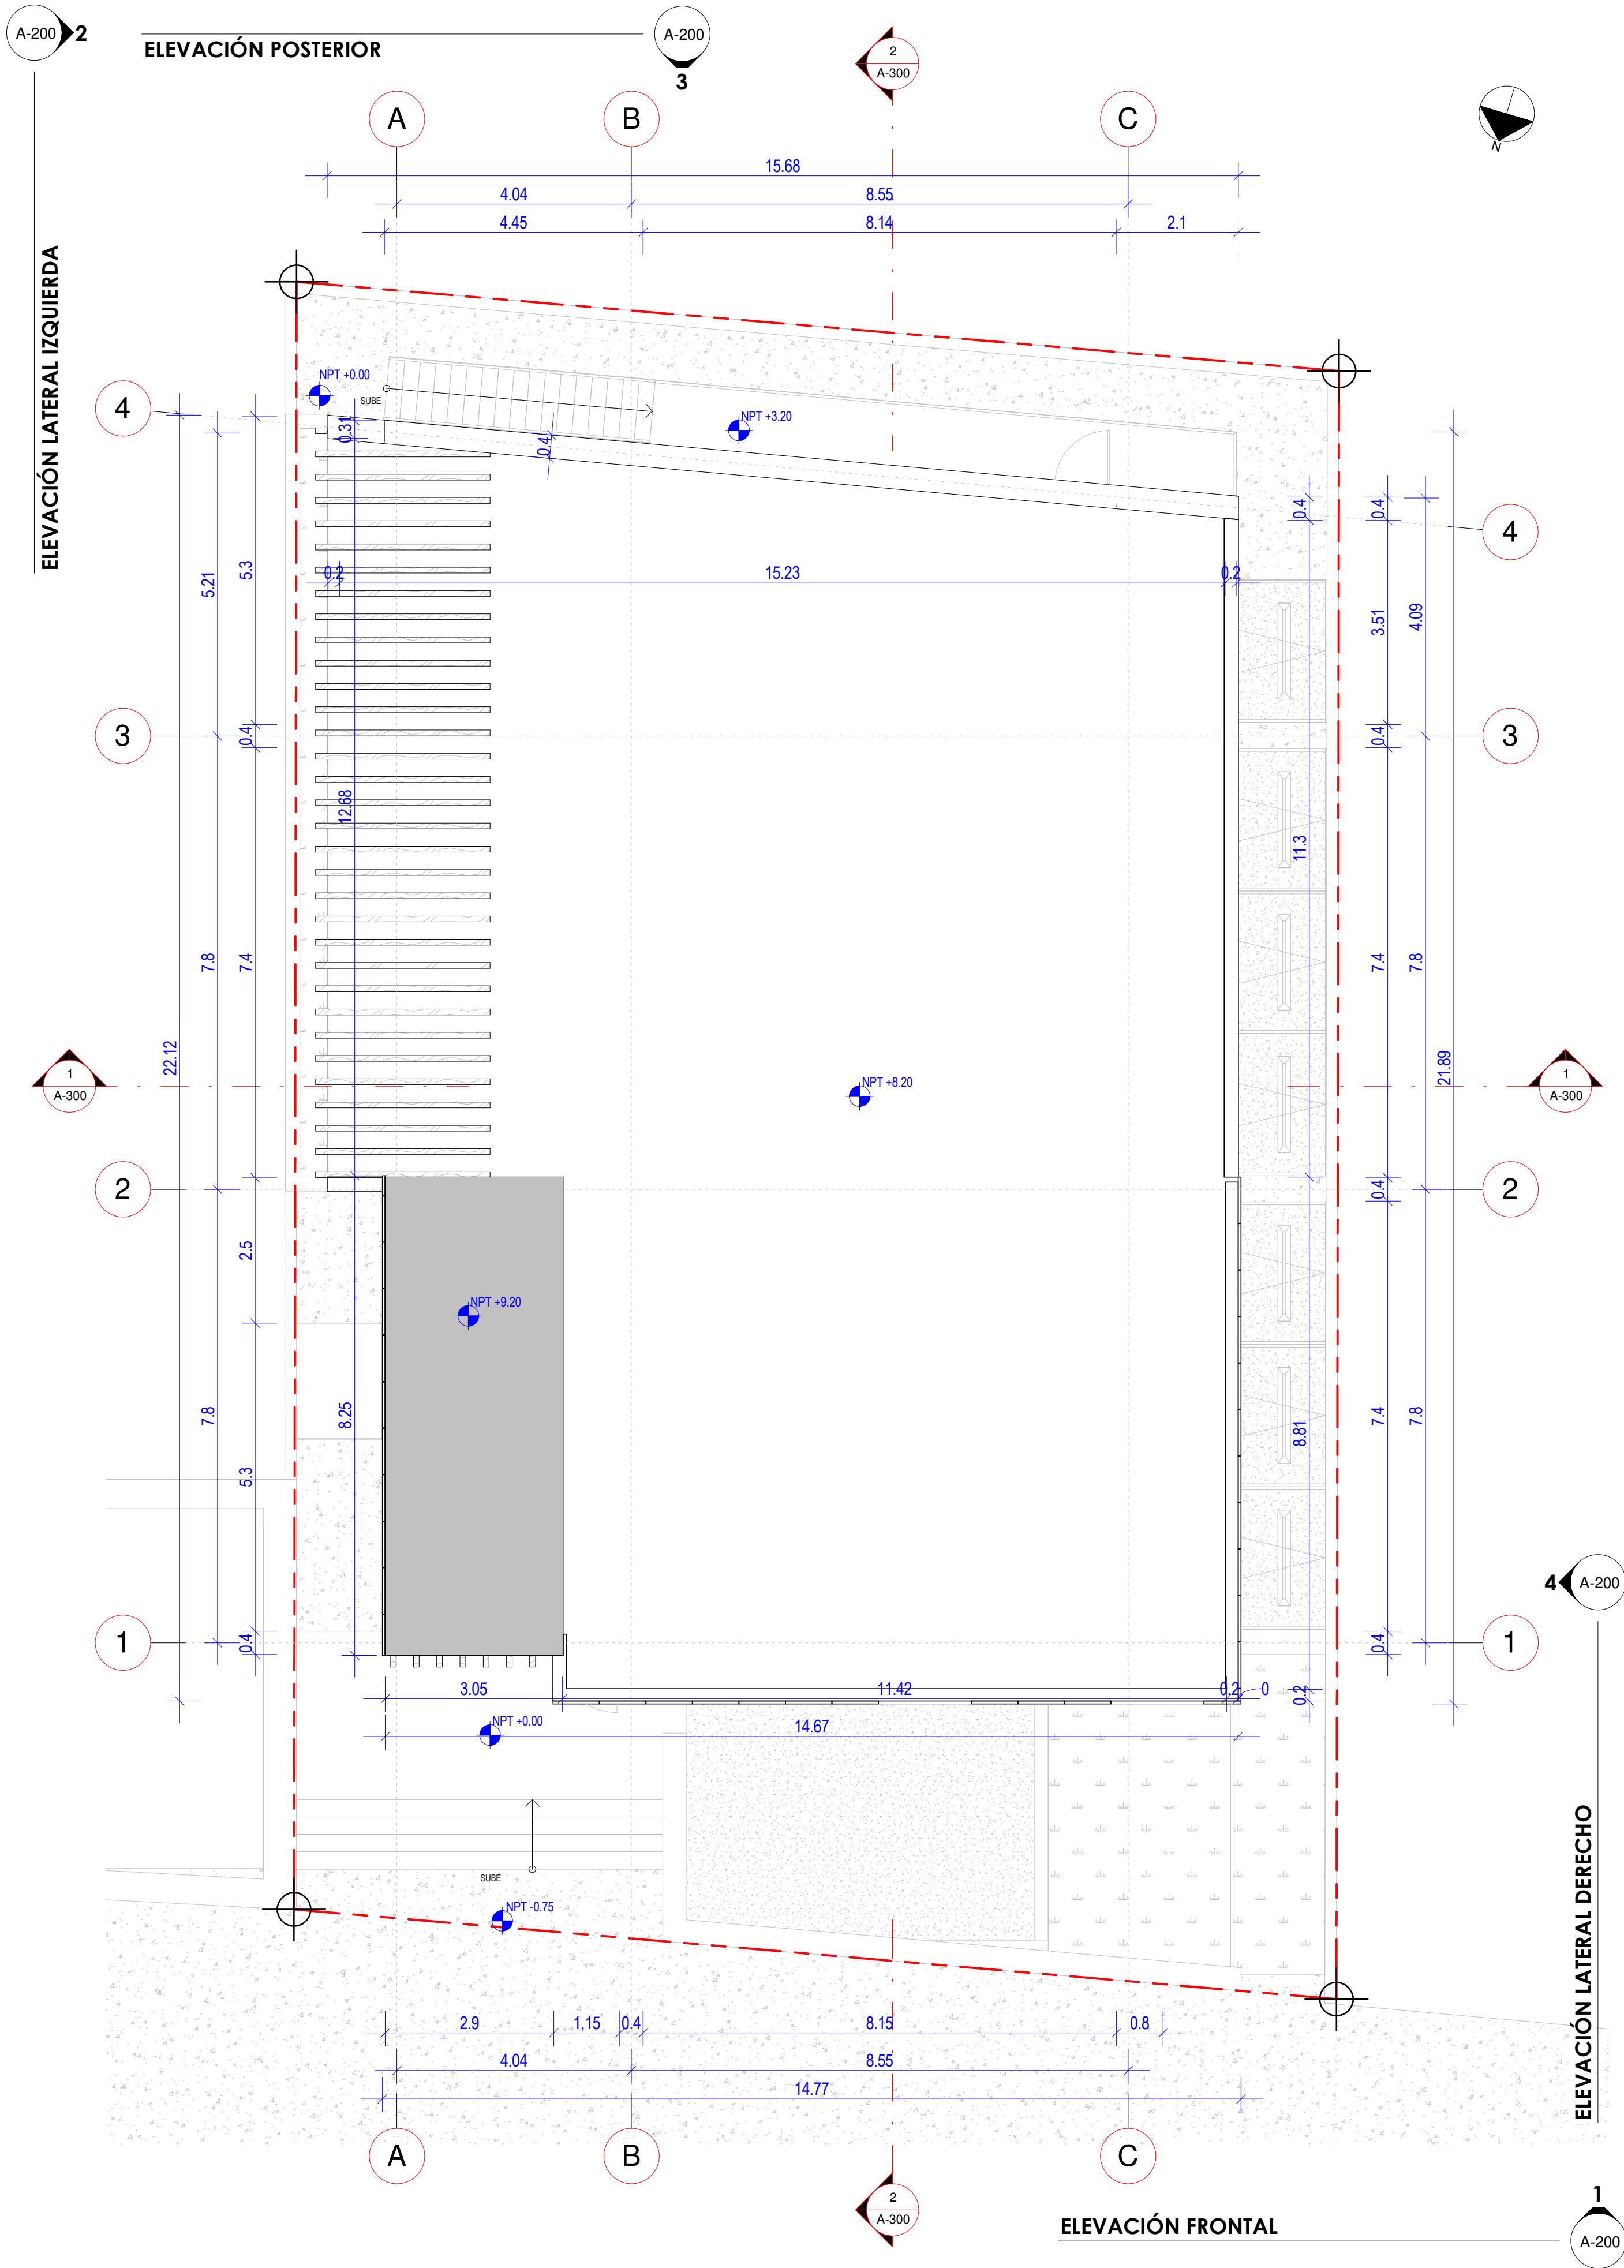 A-200 2
ELEVACIÓN POSTERIOR
A-200
3
2
A-300
A
B
C
N
15.68
4.04
8.55
4.45
8.14
2.1
ELEVACIÓN LATERAL IZQUIERDA
NPT +0.00
SUBE
NPT +3.20
4
0.31
0.4
0.4
0.4
4
0.2
15.23
0.2
5.21
5.3
3.51
4.09
3
0.4
0.4
3
12.68
11.3
7.8
7.4
7.4
7.8
22.12
21.89
1
A-300
NPT +8.20
1
A-300
2
0.4
2
2.5
NPT +9.20
7.8
5.3
8.25
8.81
7.4
7.8
4 A-200
1
0.4
0.4
1
3.05
11.42
0.2
0
0.2
NPT +0.00
14.67
SUBE
NPT -0.75
ELEVACIÓN LATERAL DERECHO
2.9
1,15
0.4
8.15
0.8
4.04
8.55
14.77
A
B
C
2
A-300
ELEVACIÓN FRONTAL
1
A-200